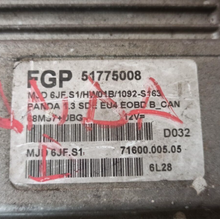 FGP 51775008
MJD 6JF.S1/HW01B/1092-S163
PANDA 1.3 SDE EU4 EOBD B_CAN
12V=
D032
MJD 6JF.S1 71600.005.05
6L28